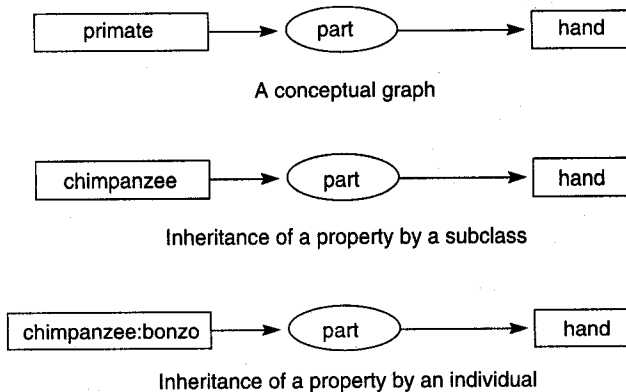 primate part hand
A conceptual graph
chimpanzee part hand
Inheritance of a property by a subclass
chimpanzee:bonzo part hand
Inheritance of a property by an individual